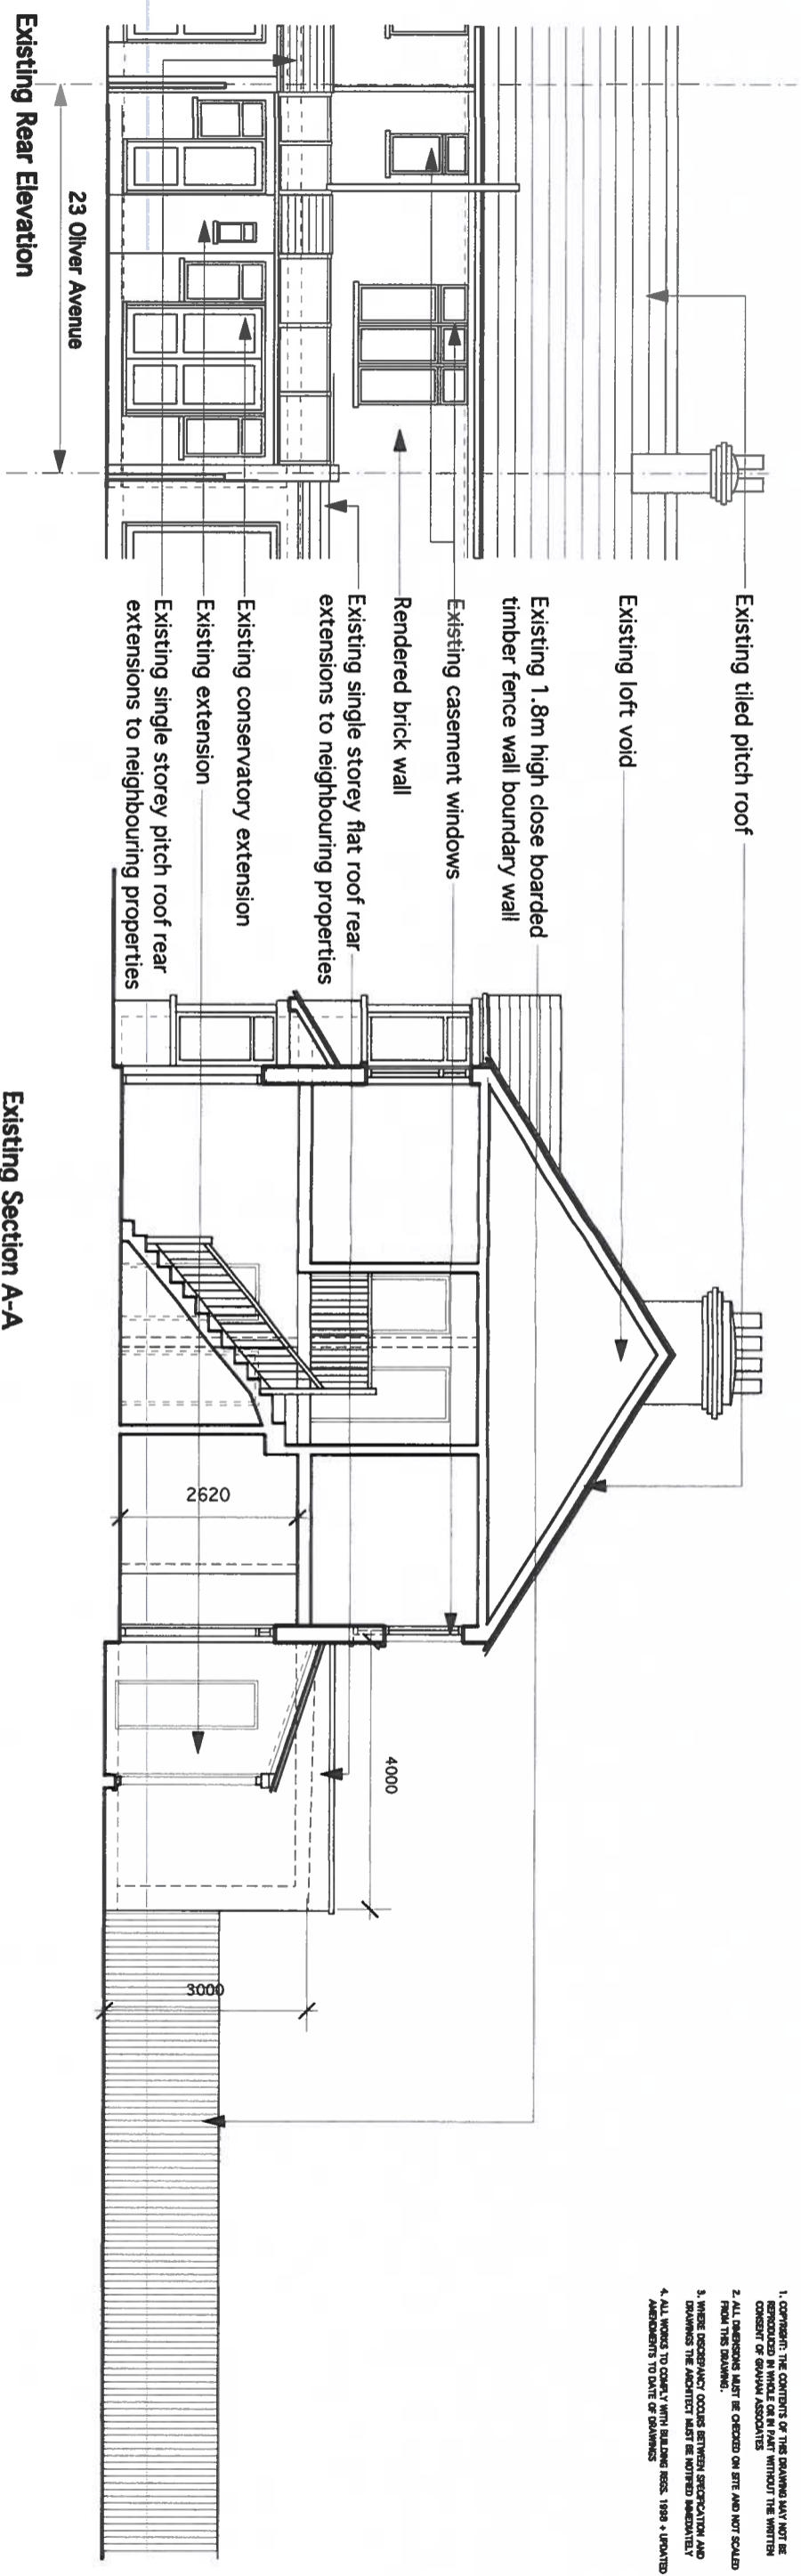 1. COPYRIGHT: THE CONTENTS OF THIS DRAWING MAY NOT BE
REPRODUCED IN WHOLE OR IN PART WITHOUT THE WRITTEN
CONSENT OF GRAHAM ASSOCIATES
2. ALL DIMENSIONS MUST BE CHECKED ON SITE AND NOT SCALED
FROM THIS DRAWING.
3. WHERE DISCREPANCY OCCURS BETWEEN SPECIFICATION AND
DRAWINGS THE ARCHITECT MUST BE NOTIFIED IMMEDIATELY
4. ALL WORKS TO COMPLY WITH BUILDING REGS. 1998 + UPDATED
AMENDMENTS TO DATE OF DRAWINGS
Existing tiled pitch roof
Existing loft void
Existing 1.8m high close boarded
timber fence wall boundary wall
Existing casement windows
Rendered brick wall
Existing single storey flat roof rear
extensions to neighbouring properties
Existing conservatory extension
Existing extension
Existing single storey pitch roof rear
extensions to neighbouring properties
2620
4000
3000
23 Oliver Avenue
Existing Rear Elevation
Existing Section A-A